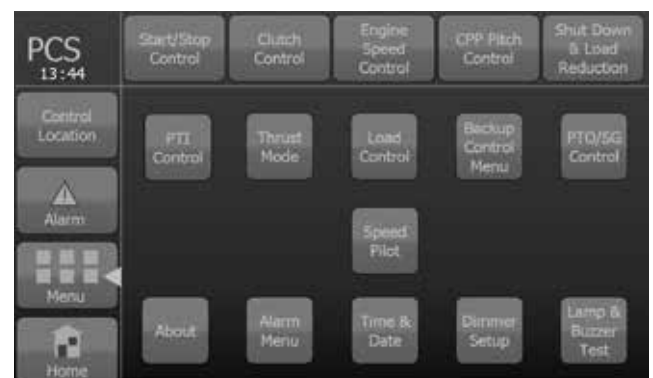 PCS
13:44
Start/Stop
Control
Clutch
Control
Engine
Speed
Control
CPP Pitch
Control
Shut Down
& Load
Reduction
Control
Location
PTI
Control
Thrust
Mode
Load
Control
Backup
Control
Menu
PTO/SG
Control
Alarm
Speed
Pilot
Menu
About
Alarm
Menu
Time &
Date
Dimmer
Setup
Lamp &
Buzzer
Test
Home